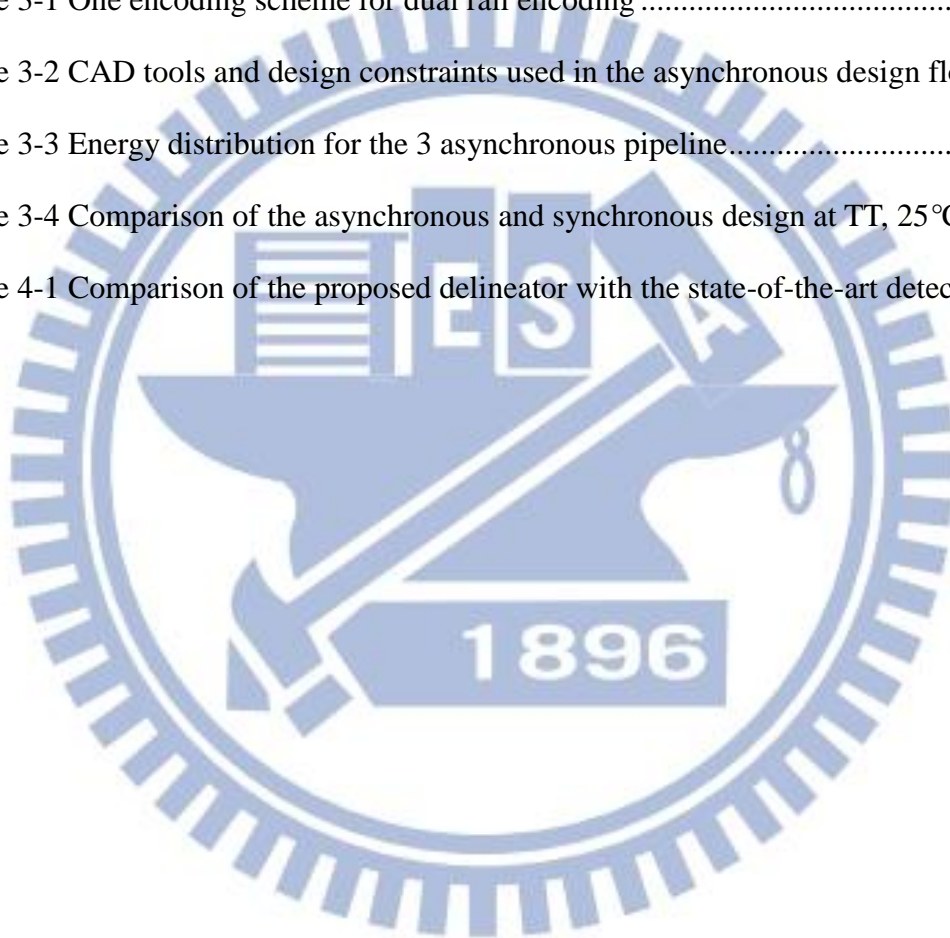 e 3-1 One encoding scheme for dual rail encoding ....................................
e 3-2 CAD tools and design constraints used in the asynchronous design fl
e 3-3 Energy distribution for the 3 asynchronous pipeline.........................
e 3-4 Comparison of the asynchronous and synchronous design at TT, 25℃
e 4-1 Comparison of the proposed delineator with the state-of-the-art detec
E S A
1896